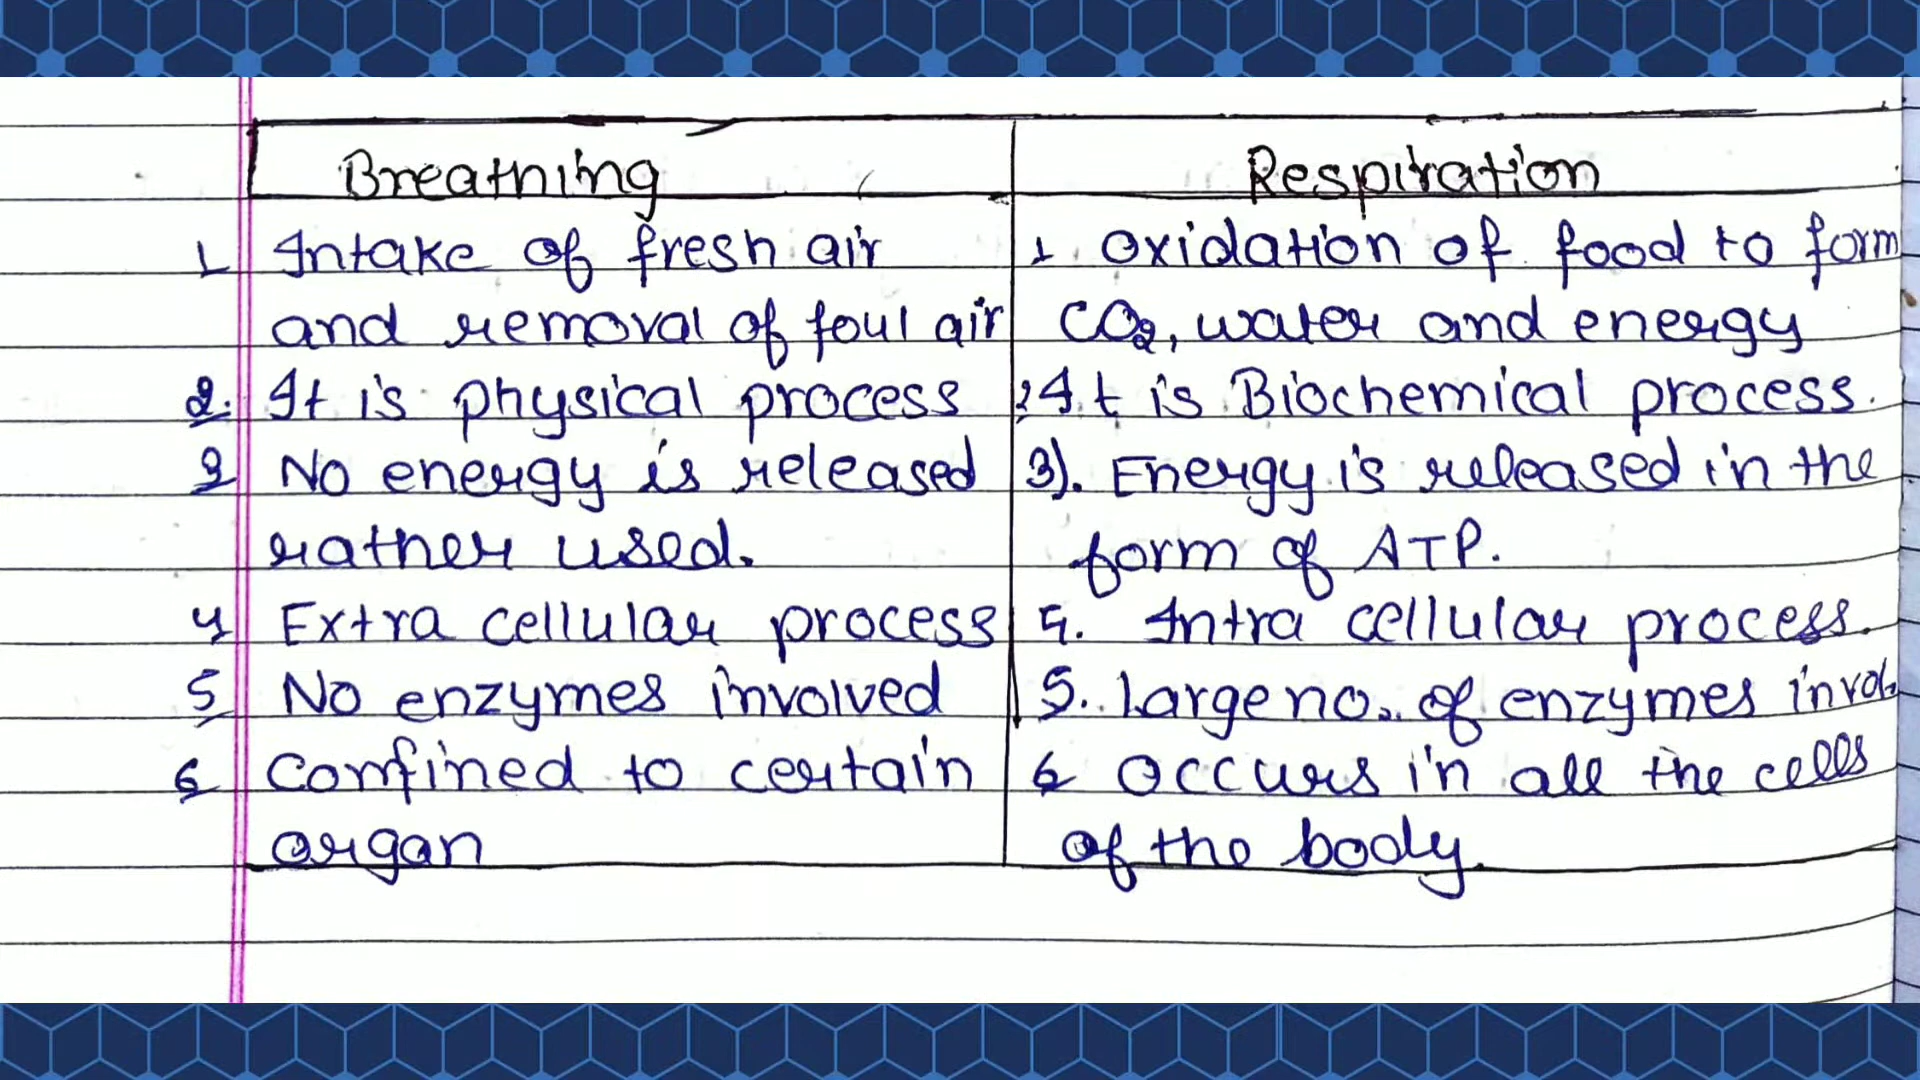 Breathing
Respiration
1. Intake of fresh air
and removal of foul air
2. It is physical process
3 No energy is released
rather used.
4 Extra cellular process
5 No enzymes involved
6 Confined to certain
organ
1 Oxidation of food to form
CO2, water and energy
2 It is Biochemical process.
3). Energy is released in the
form of ATP.
4. Intra cellular process.
5. Large no. of enzymes
6 Occurs in all the cells
of the body.